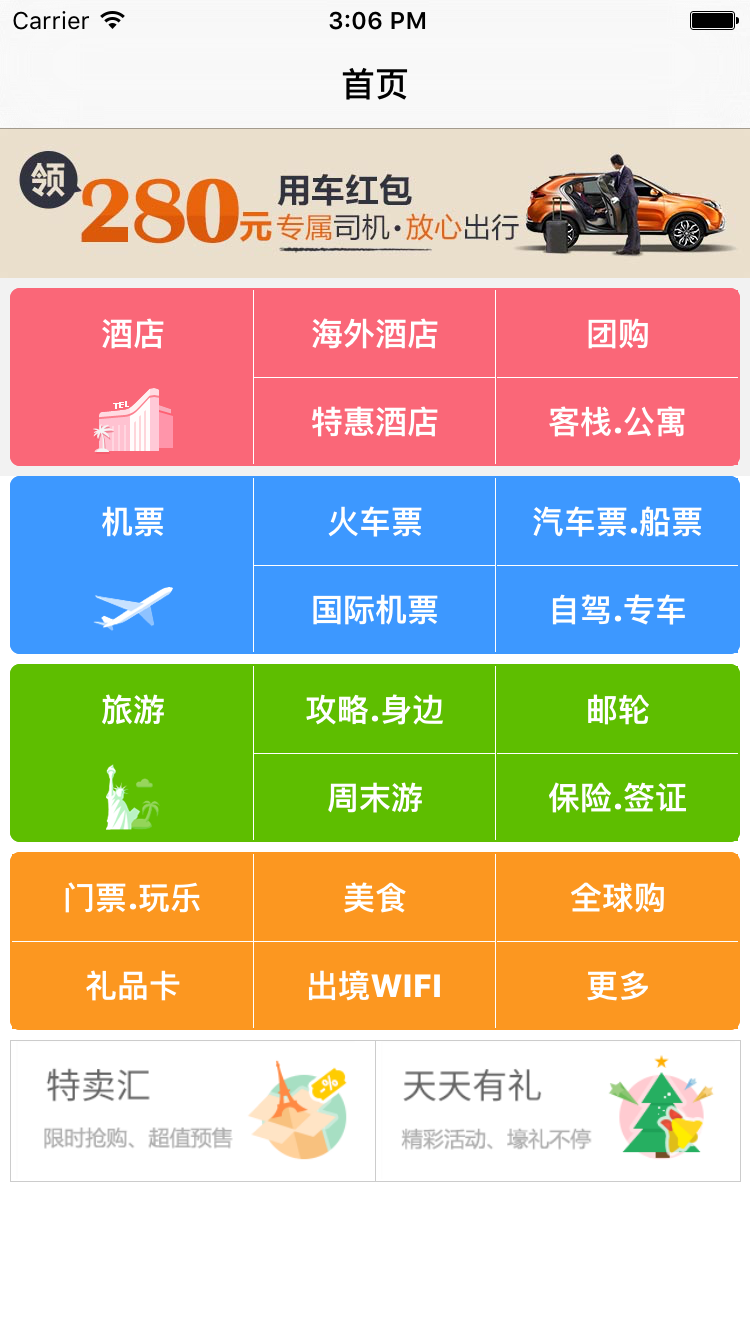 Carrier 3:06 PM
首页
领
280元
用车红包
专属司机·放心出行
酒店
海外酒店
团购
TEL
特惠酒店
客栈.公寓
机票
火车票
汽车票.船票
国际机票
自驾.专车
旅游
攻略.身边
邮轮
周末游
保险.签证
门票.玩乐
美食
全球购
礼品卡
出境WIFI
更多
特卖汇
限时抢购、超值预售
%
天天有礼
精彩活动、壕礼不停